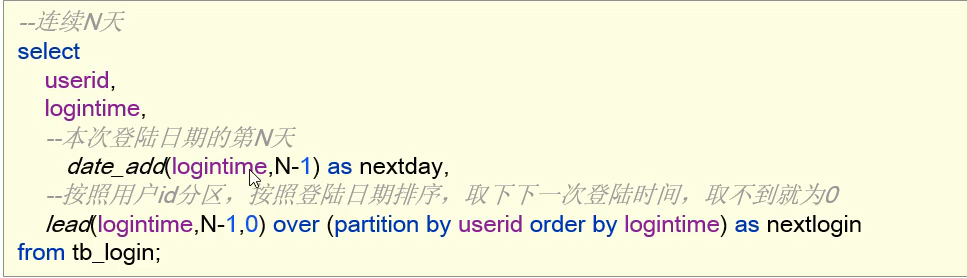 --连续N天
select
userid,
logintime,
--本次登陆日期的第N天
date_add(logintime,N-1) as nextday,
--按照用户id分区，按照登陆日期排序，取下下一次登陆时间，取不到就为0
lead(logintime,N-1,0) over (partition by userid order by logintime) as nextlogin
from tb_login;